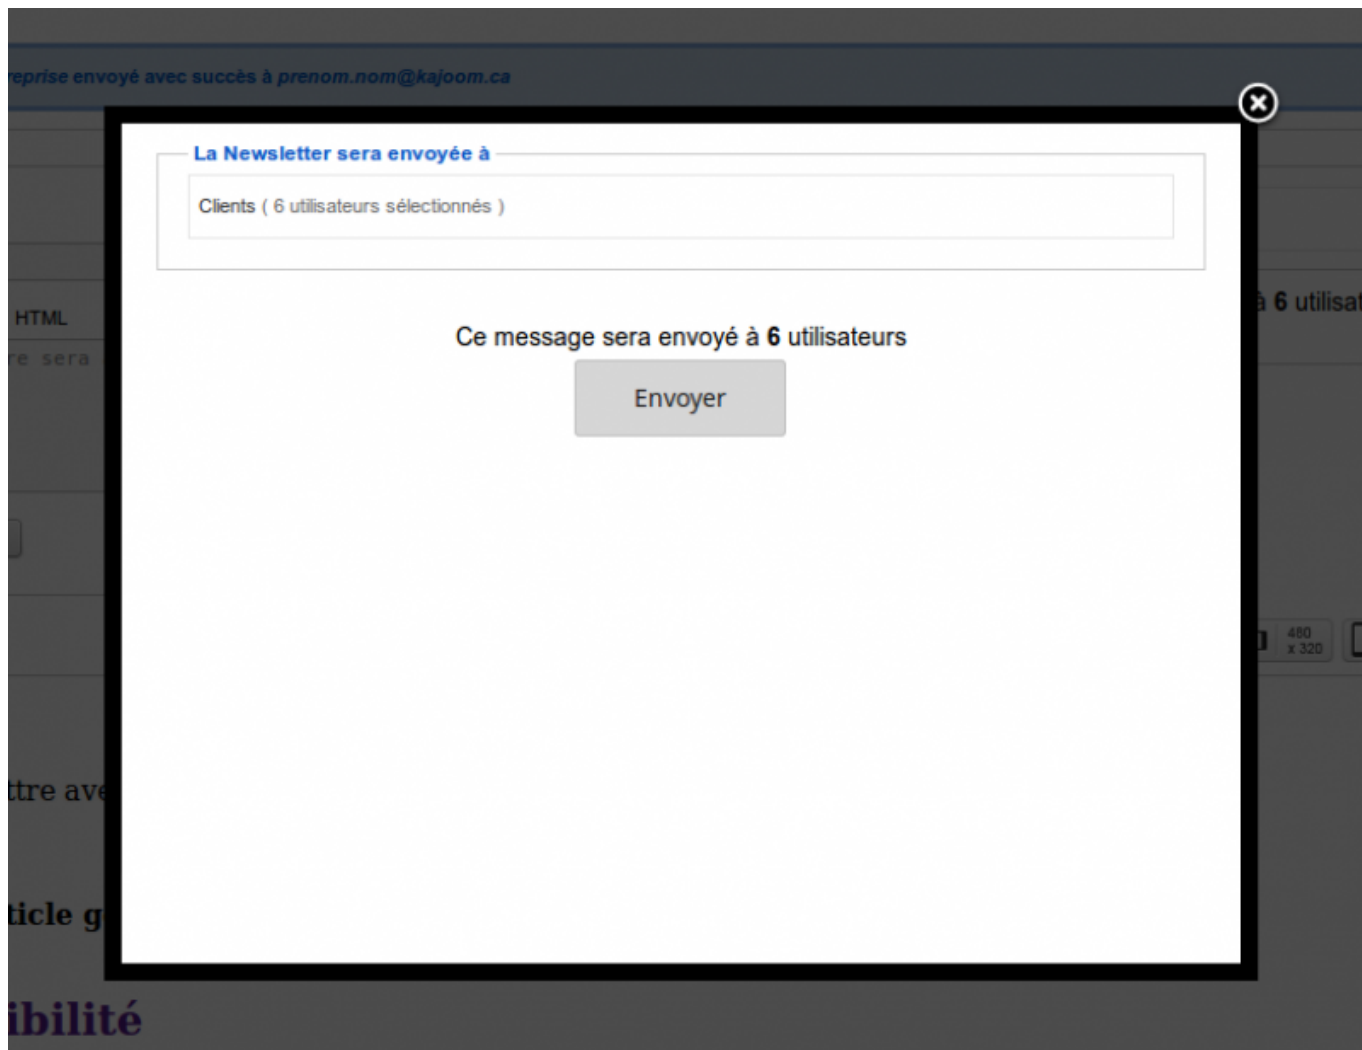 reprise envoyé avec succès à prenom.nom@kajoom.ca
La Newsletter sera envoyée à
Clients ( 6 utilisateurs sélectionnés )
HTML
à 6 utilisat
Ce message sera envoyé à 6 utilisateurs
re sera
Envoyer
480
x 320
ttre ave
ticle g
ibilité